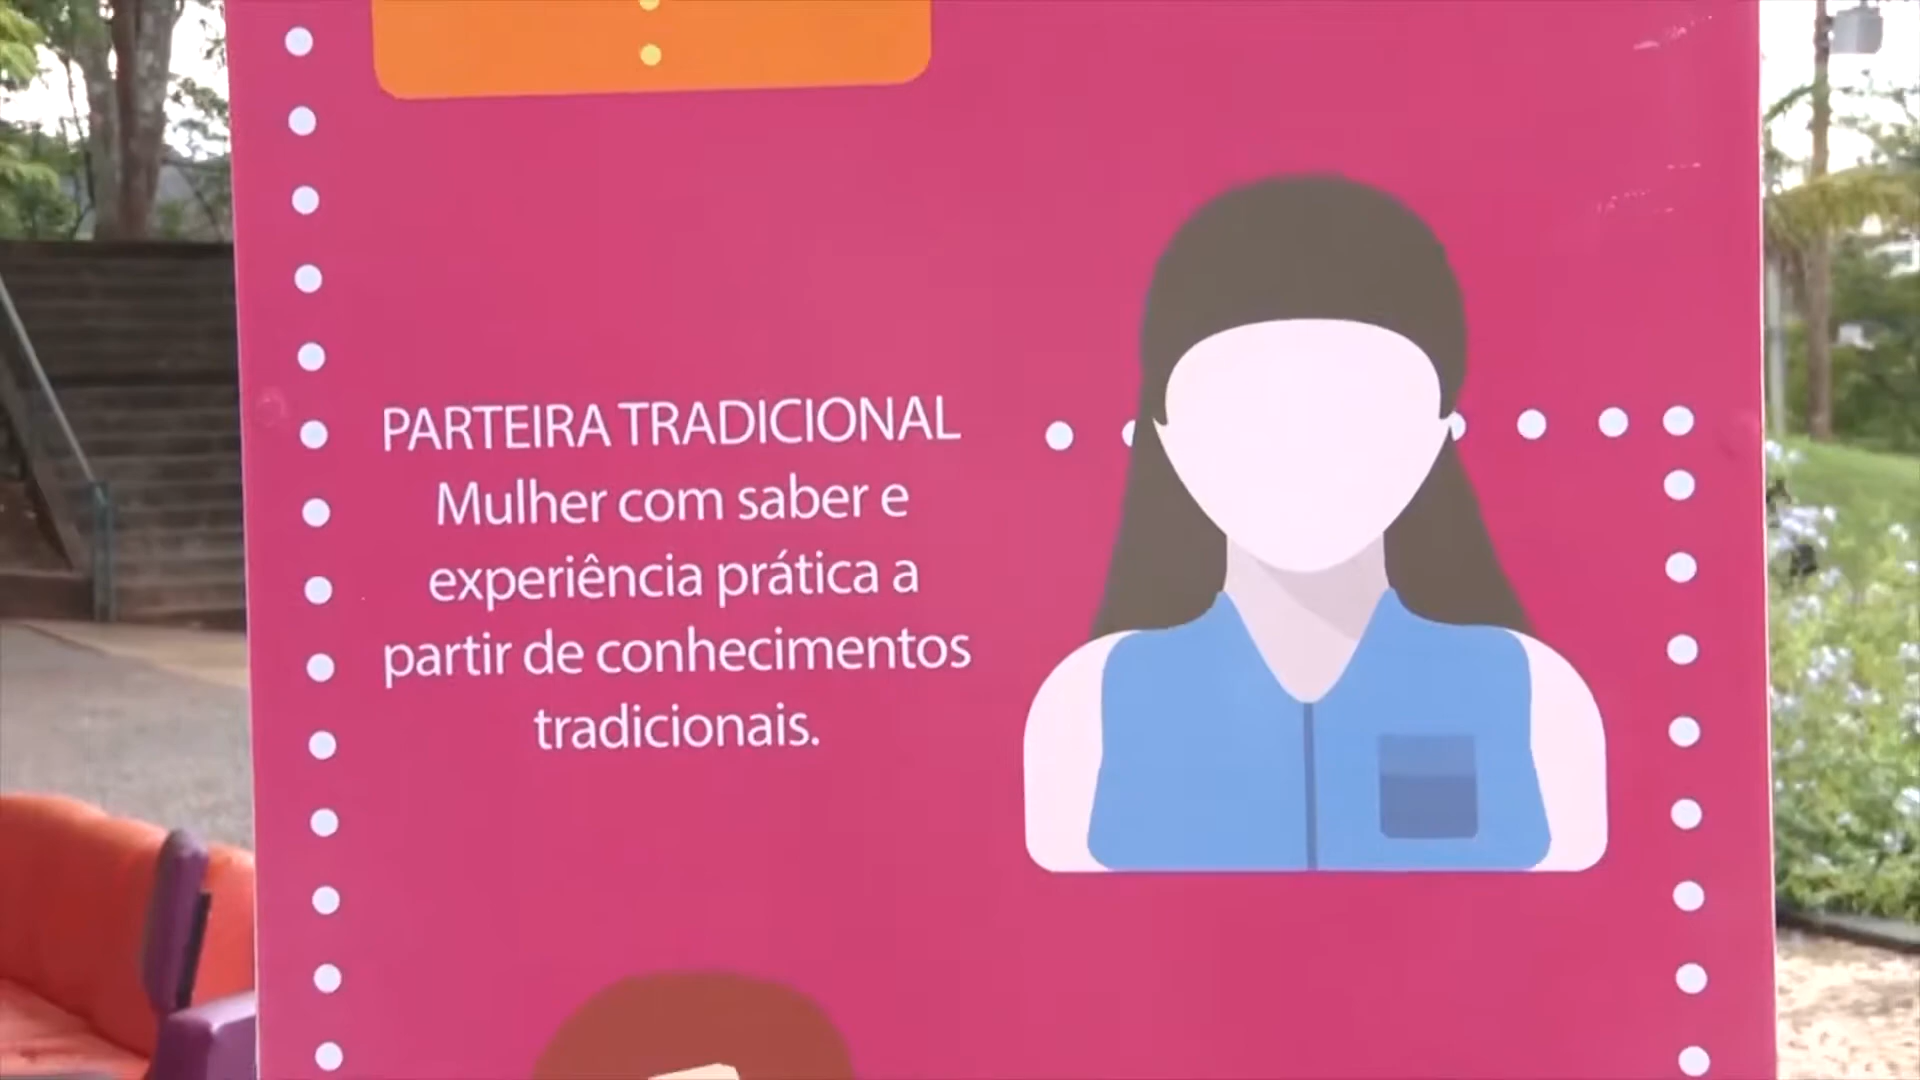 PARTEIRA TRADICIONAL
Mulher com saber e
experiência prática a
partir de conhecimentos
tradicionais.